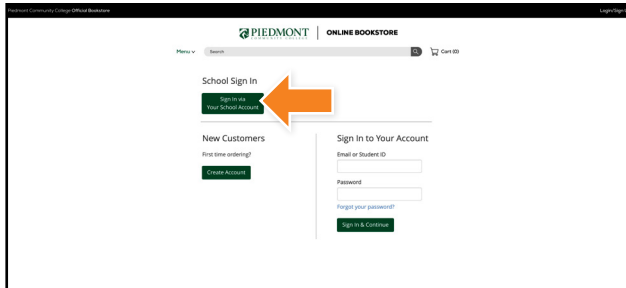 Piedmont Community College Official Bookstore
Login/Sign
PIEDMONT
COMMUNITY COLLEGE
ONLINE BOOKSTORE
Menu
Search
Cart (0)
School Sign In
Sign In via
Your School Account
New Customers
First time ordering?
Create Account
Sign In to Your Account
Email or Student ID
Password
Forgot your password?
Sign In & Continue